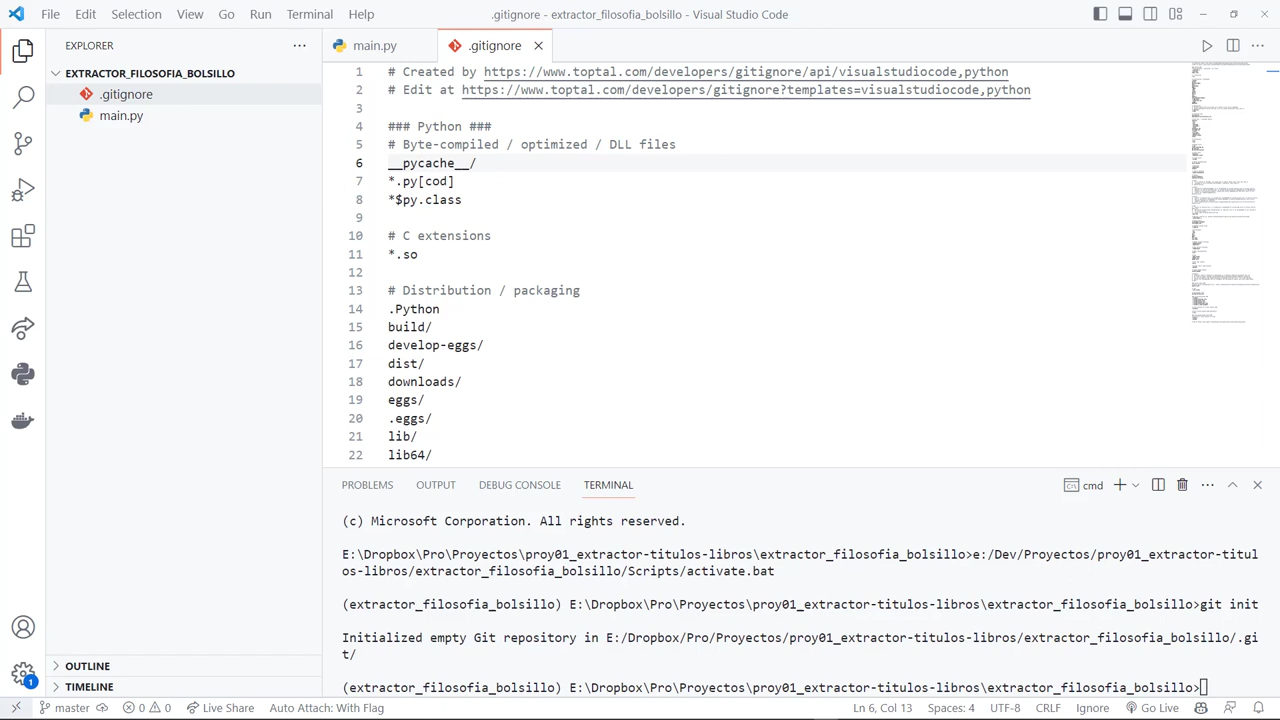 File Edit Selection View Go Run Terminal Help
.gitignore - extractor_filosofia_bolsillo - Visual Studio Code
EXPLORER
EXTRACTOR_FILOSOFIA_BOLSILLO
.gitignore
main.py
OUTLINE
TIMELINE
main.py .gitignore
1 # Created by https://www.toptal.com/developers/gitignore/api/visualstudiocode,python
2 # Edit at https://www.toptal.com/developers/gitignore?templates=visualstudiocode,python
3
4 ### Python ###
5 # Byte-compiled / optimized / DLL files
6 __pycache__/
7 *.py[cod]
8 *$py.class
9
10 # C extensions
11 *.so
12
13 # Distribution / packaging
14 .Python
15 build/
16 develop-eggs/
17 dist/
18 downloads/
19 eggs/
20 .eggs/
21 lib/
22 lib64/
PROBLEMS OUTPUT DEBUG CONSOLE TERMINAL
cmd
(c) Microsoft Corporation. All rights reserved.
E:\Dropbox\Pro\Proyectos\proy01_extractor-titulos-libros\extractor_filosofia_bolsillo>e:/Dev/Proyectos/proy01_extractor-titul
os-libros/extractor_filosofia_bolsillo/Scripts/activate.bat
(extractor_filosofia_bolsillo) E:\Dropbox\Pro\Proyectos\proy01_extractor-titulos-libros\extractor_filosofia_bolsillo>git init
Initialized empty Git repository in E:/Dropbox/Pro/Proyectos/proy01_extractor-titulos-libros/extractor_filosofia_bolsillo/.gi
t/
(extractor_filosofia_bolsillo) E:\Dropbox\Pro\Proyectos\proy01_extractor-titulos-libros\extractor_filosofia_bolsillo>
1
master 0 0 Live Share Auto Attach: With Flag Ln 6, Col 13 Spaces: 4 UTF-8 CRLF Ignore Go Live